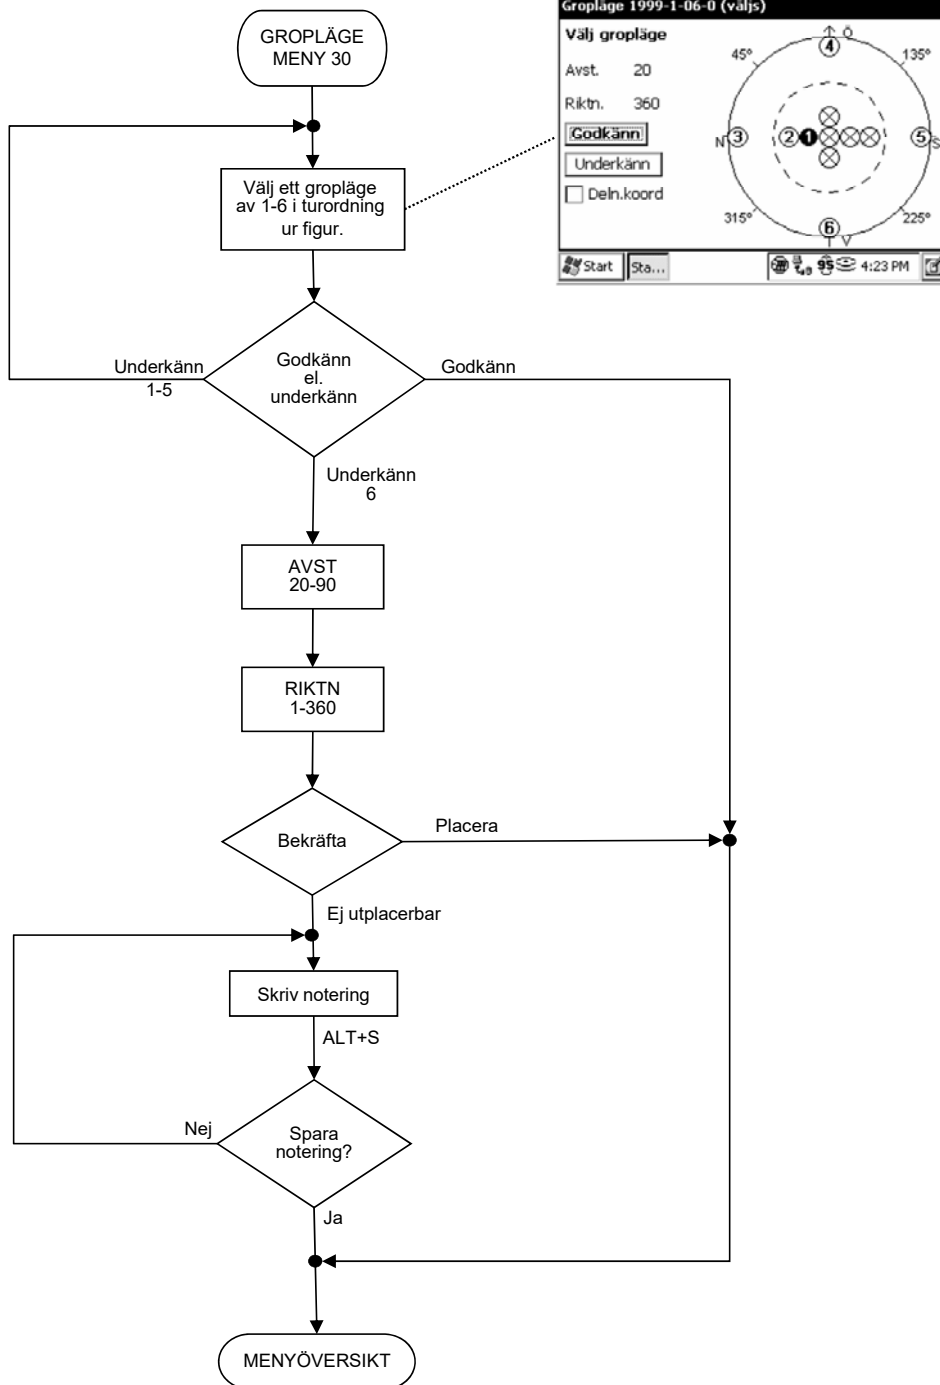 GROPLÄGE
MENY 30
Gropläge 1999-1-06-0 (väljs)
Välj gropläge
Avst. 20
Riktn. 360
Godkänn
Underkänn
Deln.koord
Ö
4
45°
135°
N
3
2
1
5
S
315°
225°
6
V
Start
Sta...
95
4:23 PM
Välj ett gropläge
av 1-6 i turordning
ur figur.
Underkänn
1-5
Godkänn
el.
underkänn
Godkänn
Underkänn
6
AVST
20-90
RIKTN
1-360
Bekräfta
Placera
Ej utplacerbar
Skriv notering
ALT+S
Nej
Spara
notering?
Ja
MENYÖVERSIKT